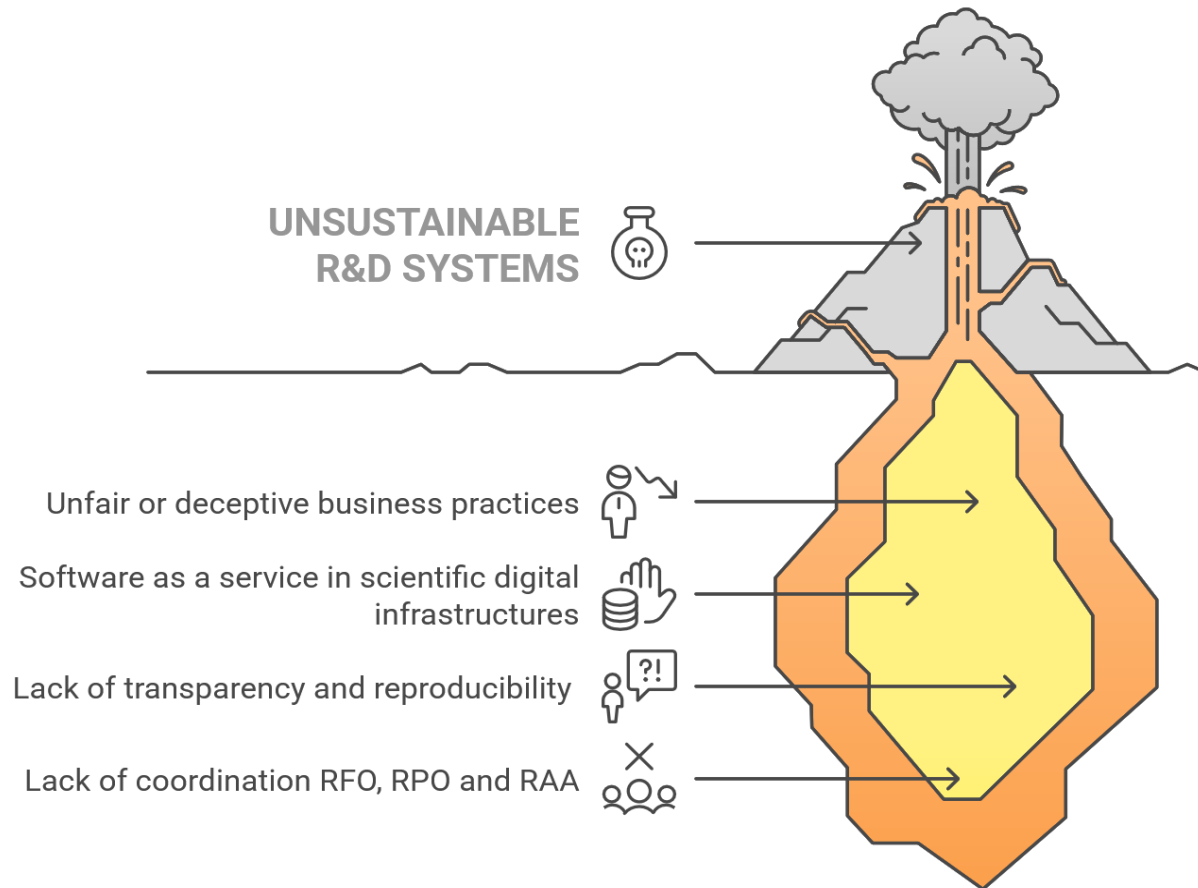 UNSUSTAINABLE
R&D SYSTEMS
Unfair or deceptive business practices
Software as a service in scientific digital
infrastructures
?!
Lack of transparency and reproducibility
Lack of coordination RFO, RPO and RAA